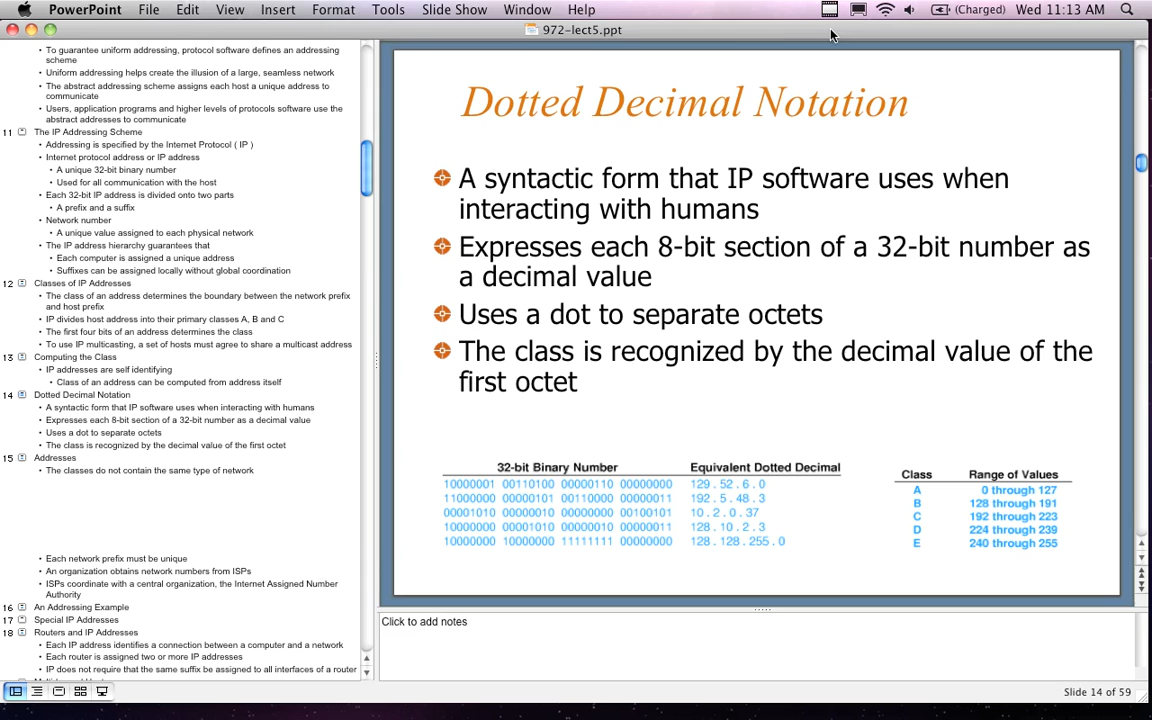 PowerPoint File Edit View Insert Format Tools Slide Show Window Help (Charged) Wed 11:13 AM
972-lect5.ppt
• To guarantee uniform addressing, protocol software defines an addressing
scheme
• Uniform addressing helps create the illusion of a large, seamless network
• The abstract addressing scheme assigns each host a unique address to
communicate
• Users, application programs and higher levels of protocols software use the
abstract addresses to communicate
11 The IP Addressing Scheme
• Addressing is specified by the Internet Protocol ( IP )
• Internet protocol address or IP address
• A unique 32-bit binary number
• Used for all communication with the host
• Each 32-bit IP address is divided onto two parts
• A prefix and a suffix
• Network number
• A unique value assigned to each physical network
• The IP address hierarchy guarantees that
• Each computer is assigned a unique address
• Suffixes can be assigned locally without global coordination
12 Classes of IP Addresses
• The class of an address determines the boundary between the network prefix
and host prefix
• IP divides host address into their primary classes A, B and C
• The first four bits of an address determines the class
• To use IP multicasting, a set of hosts must agree to share a multicast address
13 Computing the Class
• IP addresses are self identifying
• Class of an address can be computed from address itself
14 Dotted Decimal Notation
• A syntactic form that IP software uses when interacting with humans
• Expresses each 8-bit section of a 32-bit number as a decimal value
• Uses a dot to separate octets
• The class is recognized by the decimal value of the first octet
15 Addresses
• The classes do not contain the same type of network
• Each network prefix must be unique
• An organization obtains network numbers from ISPs
• ISPs coordinate with a central organization, the Internet Assigned Number
Authority
16 An Addressing Example
17 Special IP Addresses
18 Routers and IP Addresses
• Each IP address identifies a connection between a computer and a network
• Each router is assigned two or more IP addresses
• IP does not require that the same suffix be assigned to all interfaces of a router
Dotted Decimal Notation
A syntactic form that IP software uses when
interacting with humans
Expresses each 8-bit section of a 32-bit number as
a decimal value
Uses a dot to separate octets
The class is recognized by the decimal value of the
first octet
32-bit Binary Number Equivalent Dotted Decimal
10000001 00110100 00000110 00000000 129 . 52 . 6 . 0
11000000 00000101 00110000 00000011 192 . 5 . 48 . 3
00001010 00000010 00000000 00100101 10 . 2 . 0 . 37
10000000 00001010 00000010 00000011 128 . 10 . 2 . 3
10000000 10000000 11111111 00000000 128 . 128 . 255 . 0
Class Range of Values
A 0 through 127
B 128 through 191
C 192 through 223
D 224 through 239
E 240 through 255
Click to add notes
Slide 14 of 59